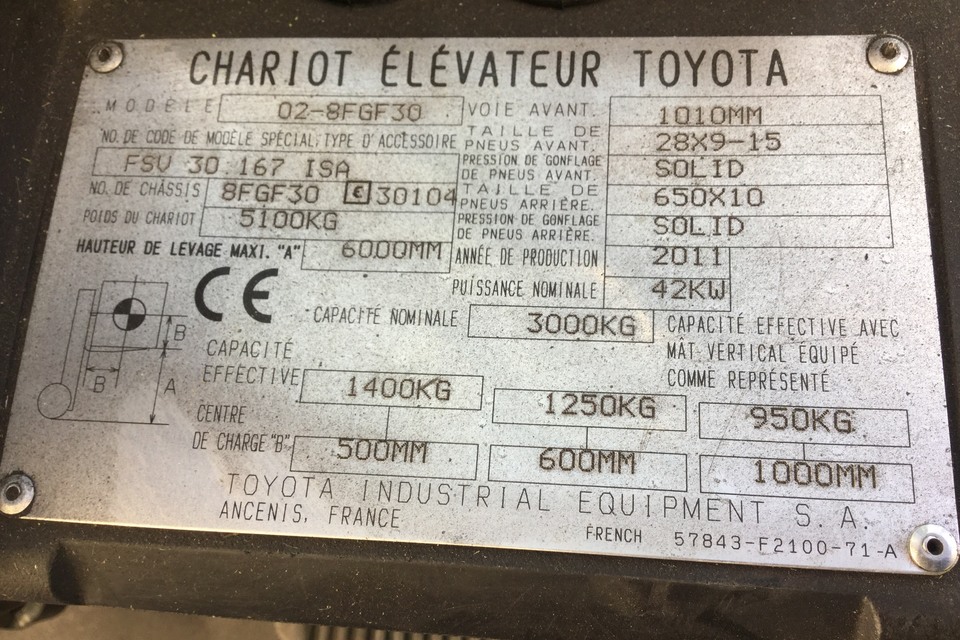 CHARIOT ÉLÉVATEUR TOYOTA
MODÈLE 02-8FGF30
NO. DE CODE DE MODÈLE SPÉCIAL, TYPE D'ACCESSOIRE
FSV 30 167 ISA
NO. DE CHÂSSIS 8FGF30 E 30104
POIDS DU CHARIOT 5100KG
HAUTEUR DE LEVAGE MAXI. "A" 6000MM
VOIE AVANT. 1010MM
TAILLE DE
PNEUS AVANT. 28X9-15
PRESSION DE GONFLAGE
DE PNEUS AVANT. SOLID
TAILLE DE
PNEUS ARRIÈRE. 650X10
PRESSION DE GONFLAGE
DE PNEUS ARRIÈRE. SOLID
ANNÉE DE PRODUCTION 2011
PUISSANCE NOMINALE 42KW
CE
B
B
A
CAPACITÉ NOMINALE 3000KG
CAPACITÉ EFFECTIVE AVEC
MÂT VERTICAL ÉQUIPÉ
COMME REPRÉSENTÉ
CAPACITÉ
EFFECTIVE 1400KG 1250KG 950KG
CENTRE
DE CHARGE "B" 500MM 600MM 1000MM
TOYOTA INDUSTRIAL EQUIPMENT S. A.
ANCENIS, FRANCE
FRENCH 57843-F2100-71-A